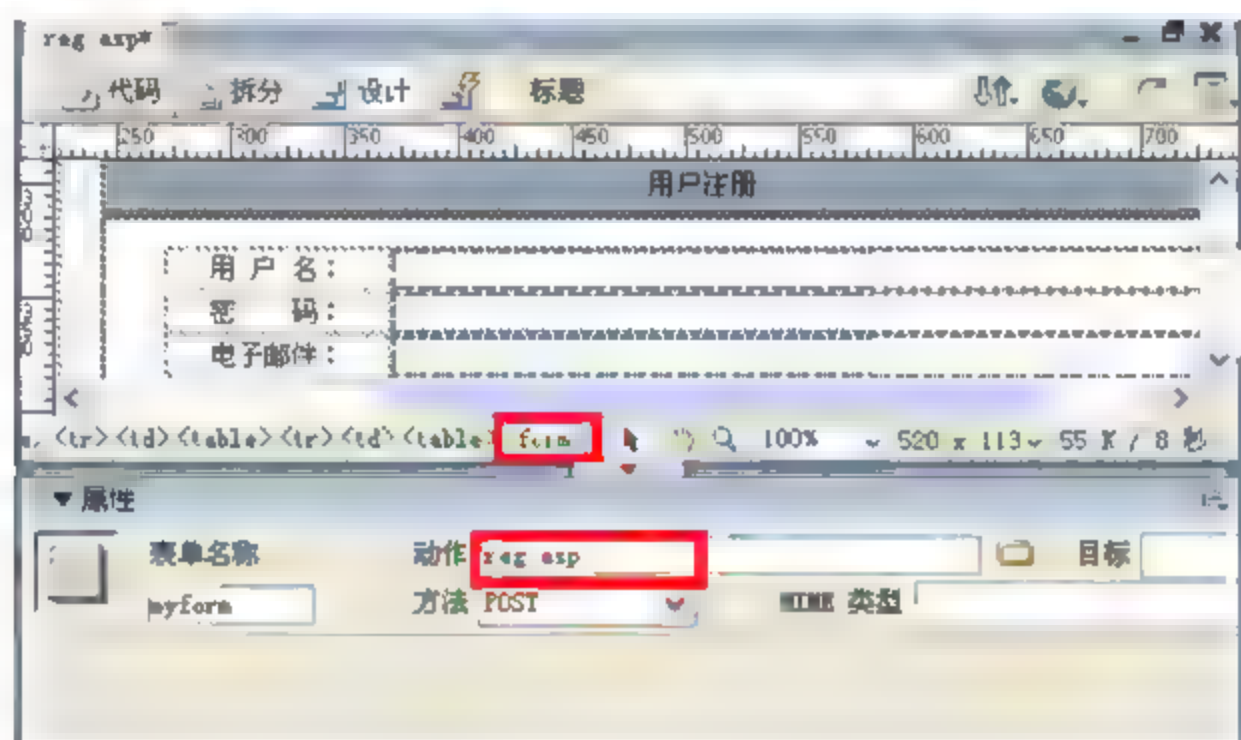 reg asp*
代码 拆分 设计 标题
250 300 350 400 450 500 550 600 650 700
用户注册
用 户 名：
密 码：
电子邮件：
<tr><td><table><tr><td><table> form 100% 520 x 113 55 K / 8 秒
属性
表单名称 动作 reg asp 目标
myform 方法 POST MIME 类型